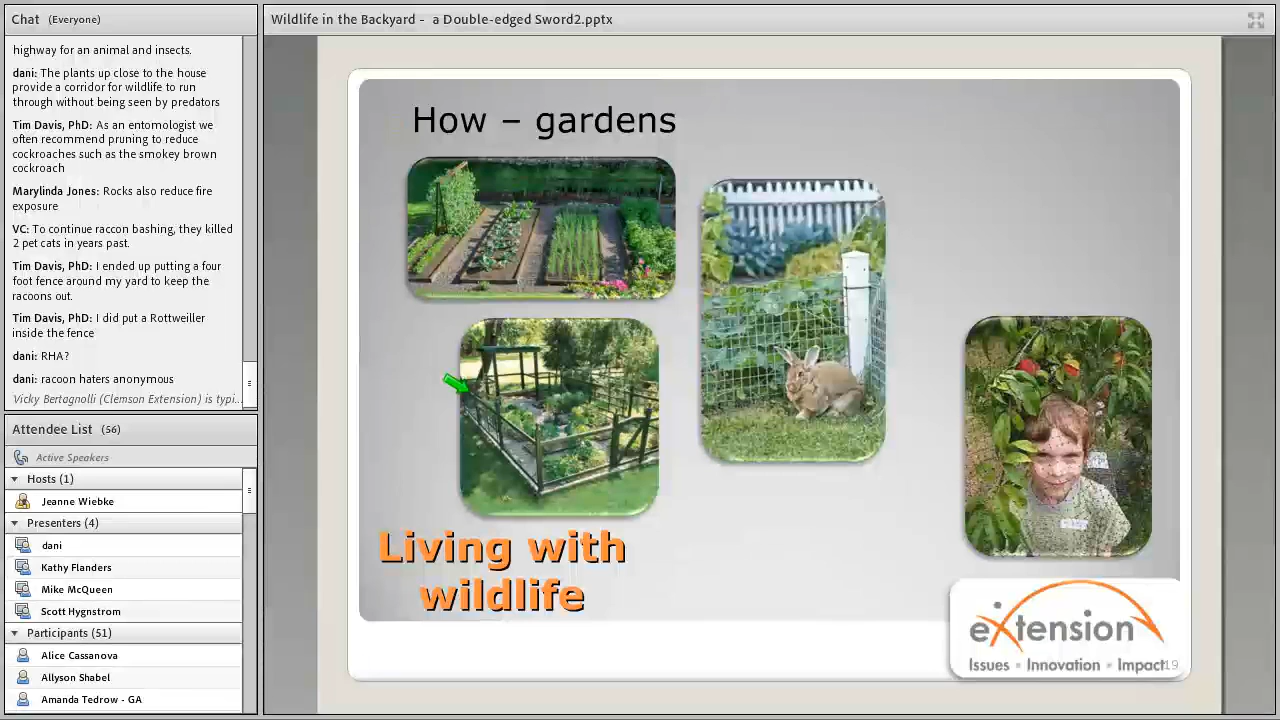 Chat (Everyone)
highway for an animal and insects.
dani: The plants up close to the house
provide a corridor for wildlife to run
through without being seen by predators
Tim Davis, PhD: As an entomologist we
often recommend pruning to reduce
cockroaches such as the smokey brown
cockroach
Marylinda Jones: Rocks also reduce fire
exposure
VC: To continue raccon bashing, they killed
2 pet cats in years past.
Tim Davis, PhD: I ended up putting a four
foot fence around my yard to keep the
racoons out.
Tim Davis, PhD: I did put a Rottweiller
inside the fence
dani: RHA?
dani: racoon haters anonymous
Vicky Bertagnolli (Clemson Extension) is typi...
Attendee List (56)
Active Speakers
Hosts (1)
Jeanne Wiebke
Presenters (4)
dani
Kathy Flanders
Mike McQueen
Scott Hygnstrom
Participants (51)
Alice Cassanova
Allyson Shabel
Amanda Tedrow - GA
Wildlife in the Backyard - a Double-edged Sword2.pptx
How – gardens
Living with
wildlife
eXtension
Issues • Innovation • Impact
19